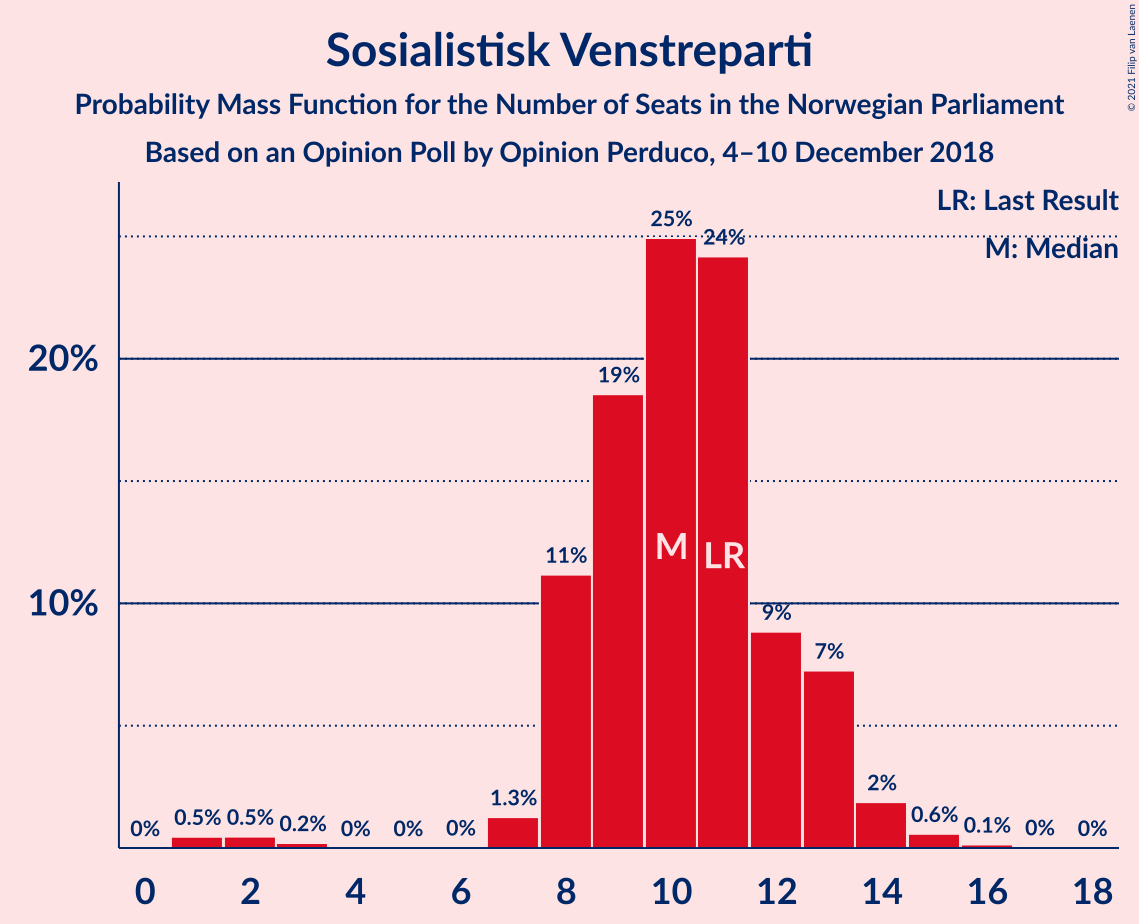 Sosialistisk Venstreparti
Probability Mass Function for the Number of Seats in the Norwegian Parliament
Based on an Opinion Poll by Opinion Perduco, 4–10 December 2018
© 2021 Filip van Laenen
LR: Last Result
M: Median
20%
10%
0% 0.5% 0.5% 0.2% 0% 0% 0% 1.3% 11% 19% 25% 24% 9% 7% 2% 0.6% 0.1% 0% 0%
M LR
0 2 4 6 8 10 12 14 16 18